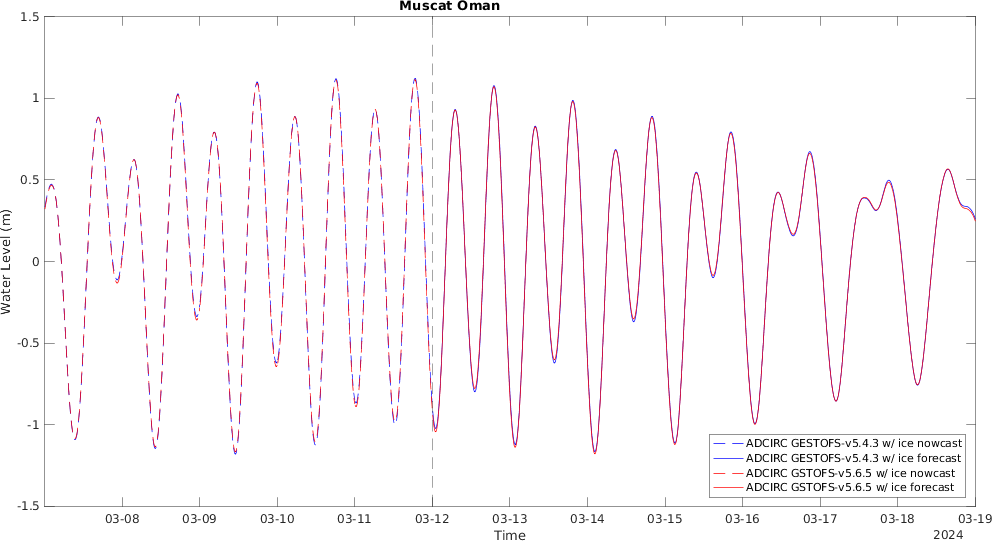 Muscat Oman
1.5
1
0.5
0
-0.5
-1
-1.5
Water Level (m)
ADCIRC GESTOFS-v5.4.3 w/ ice nowcast
ADCIRC GESTOFS-v5.4.3 w/ ice forecast
ADCIRC GSTOFS-v5.6.5 w/ ice nowcast
ADCIRC GSTOFS-v5.6.5 w/ ice forecast
03-08 03-09 03-10 03-11 03-12 03-13 03-14 03-15 03-16 03-17 03-18 03-19
Time
2024